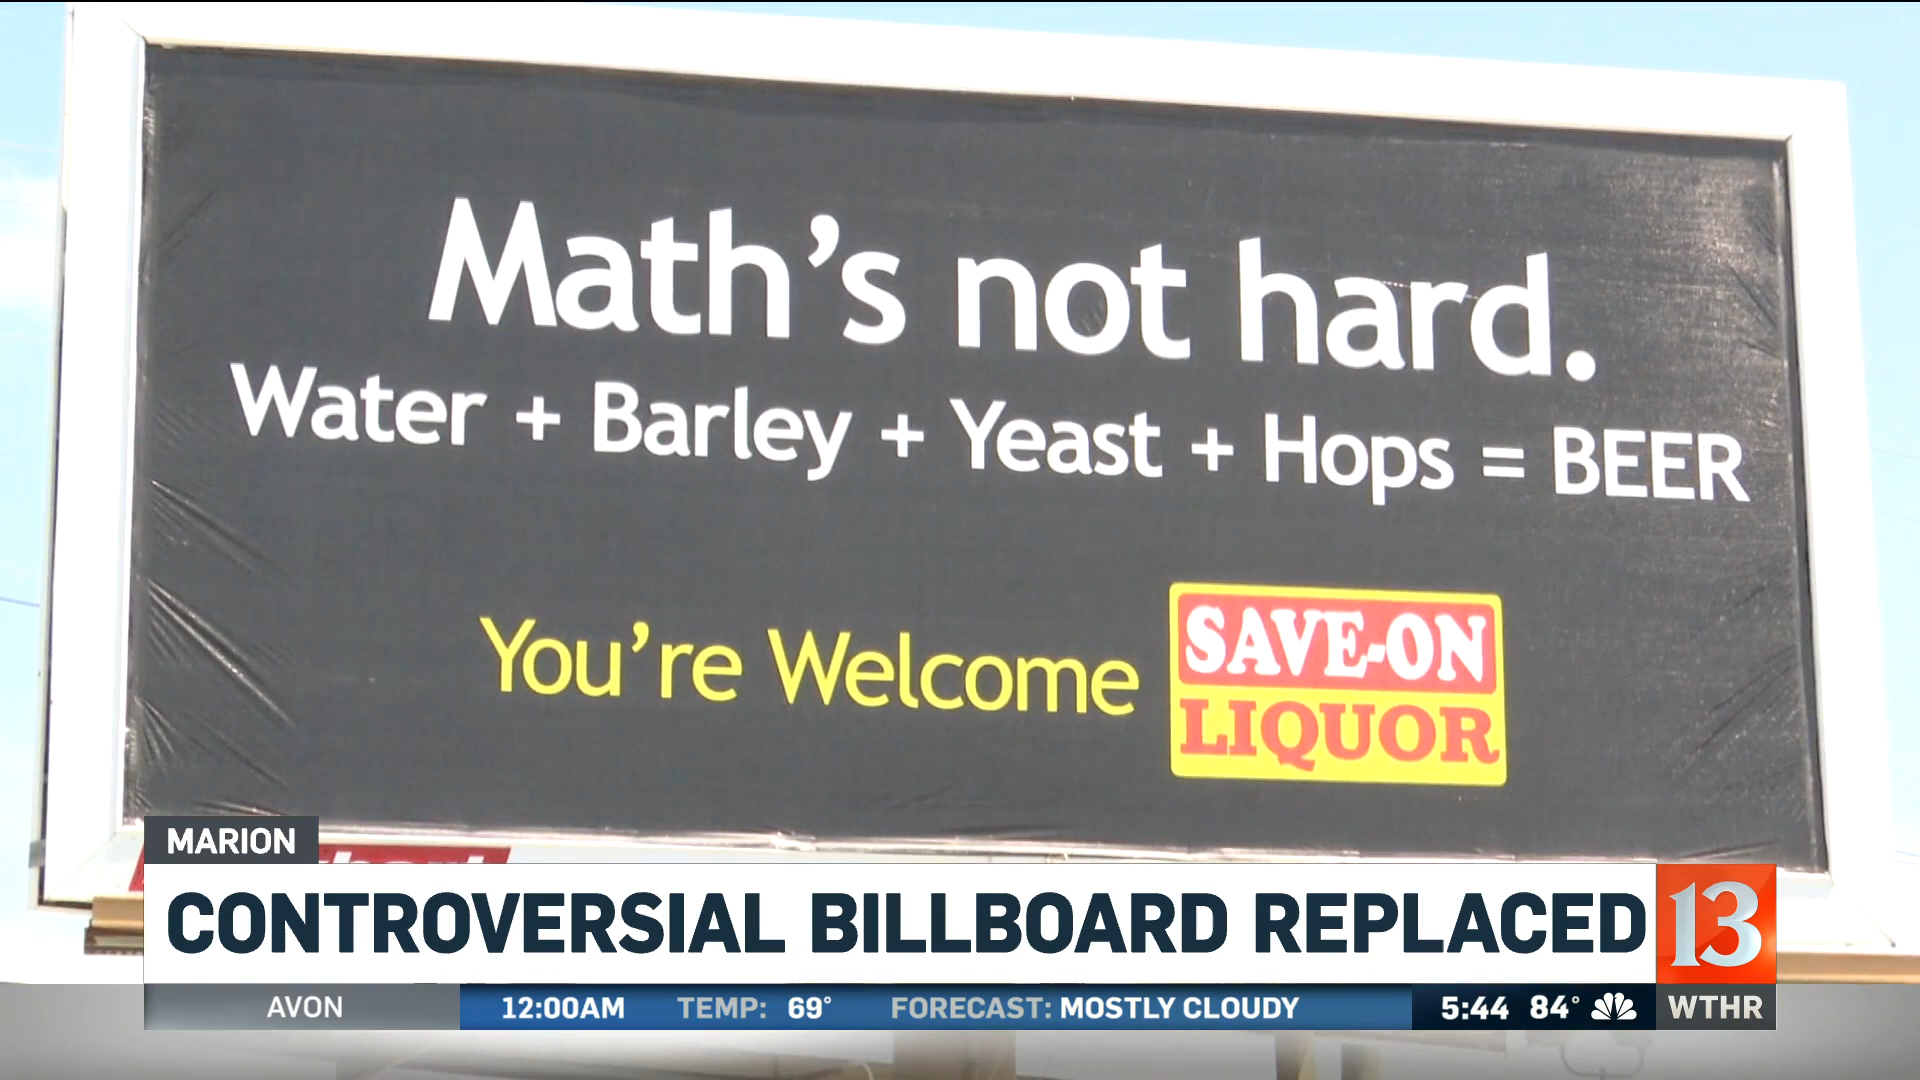 Math's not hard.
Water + Barley + Yeast + Hops = BEER
You're Welcome
SAVE-ON
LIQUOR
MARION
CONTROVERSIAL BILLBOARD REPLACED
13
AVON
12:00AM TEMP: 69° FORECAST: MOSTLY CLOUDY
5:44 84°
WTHR